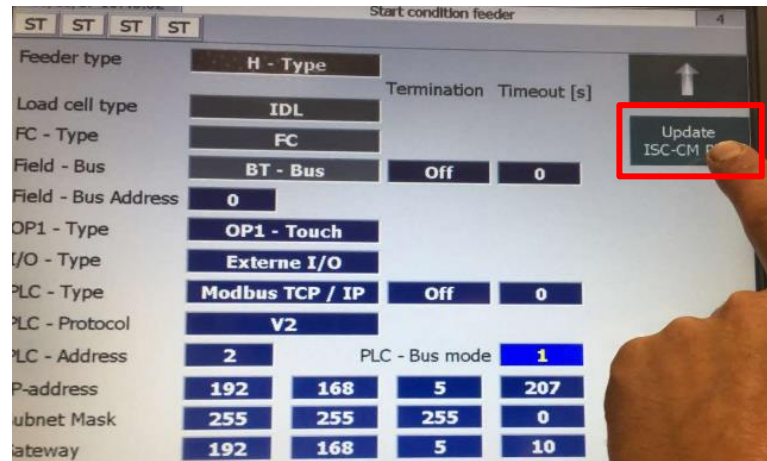 Start condition feeder 4
ST ST ST ST
Feeder type H - Type
Termination Timeout [s]
Load cell type IDL
FC - Type FC
Update
ISC-CM
Field - Bus BT - Bus Off 0
Field - Bus Address 0
OP1 - Type OP1 - Touch
I/O - Type Externe I/O
PLC - Type Modbus TCP / IP Off 0
PLC - Protocol V2
PLC - Address 2 PLC - Bus mode 1
IP-address 192 168 5 207
Subnet Mask 255 255 255 0
Gateway 192 168 5 10